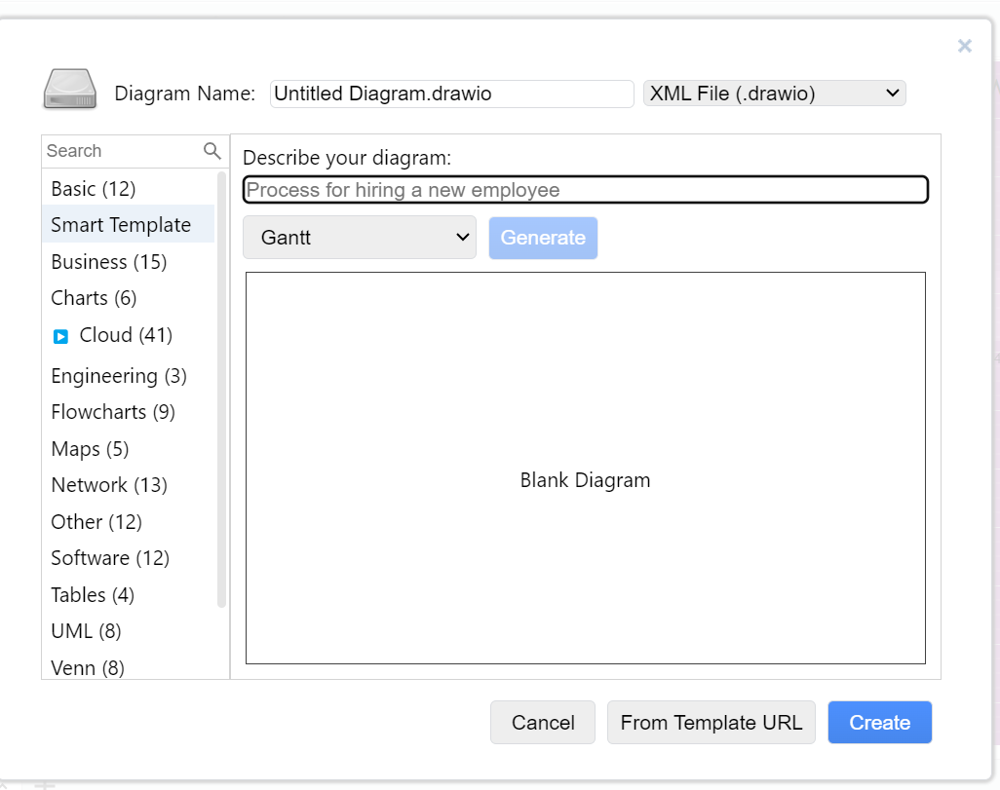 Diagram Name: Untitled Diagram.drawio XML File (.drawio)
Search
Basic (12)
Smart Template
Business (15)
Charts (6)
Cloud (41)
Engineering (3)
Flowcharts (9)
Maps (5)
Network (13)
Other (12)
Software (12)
Tables (4)
UML (8)
Venn (8)
Describe your diagram:
Process for hiring a new employee
Gantt Generate
Blank Diagram
Cancel From Template URL Create